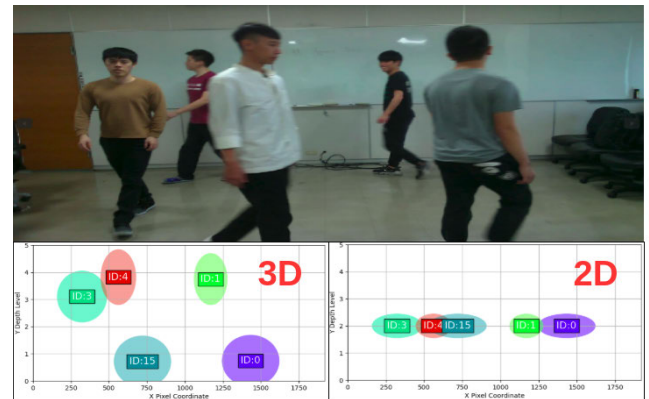 3D
5
4
3
2
1
0
Y Depth Level
ID:3
ID:4
ID:1
ID:15
ID:0
0 250 500 750 1000 1250 1500 1750
X Pixel Coordinate
2D
5
4
3
2
1
0
Y Depth Level
ID:3
ID:4
ID:15
ID:1
ID:0
0 250 500 750 1000 1250 1500 1750
X Pixel Coordinate